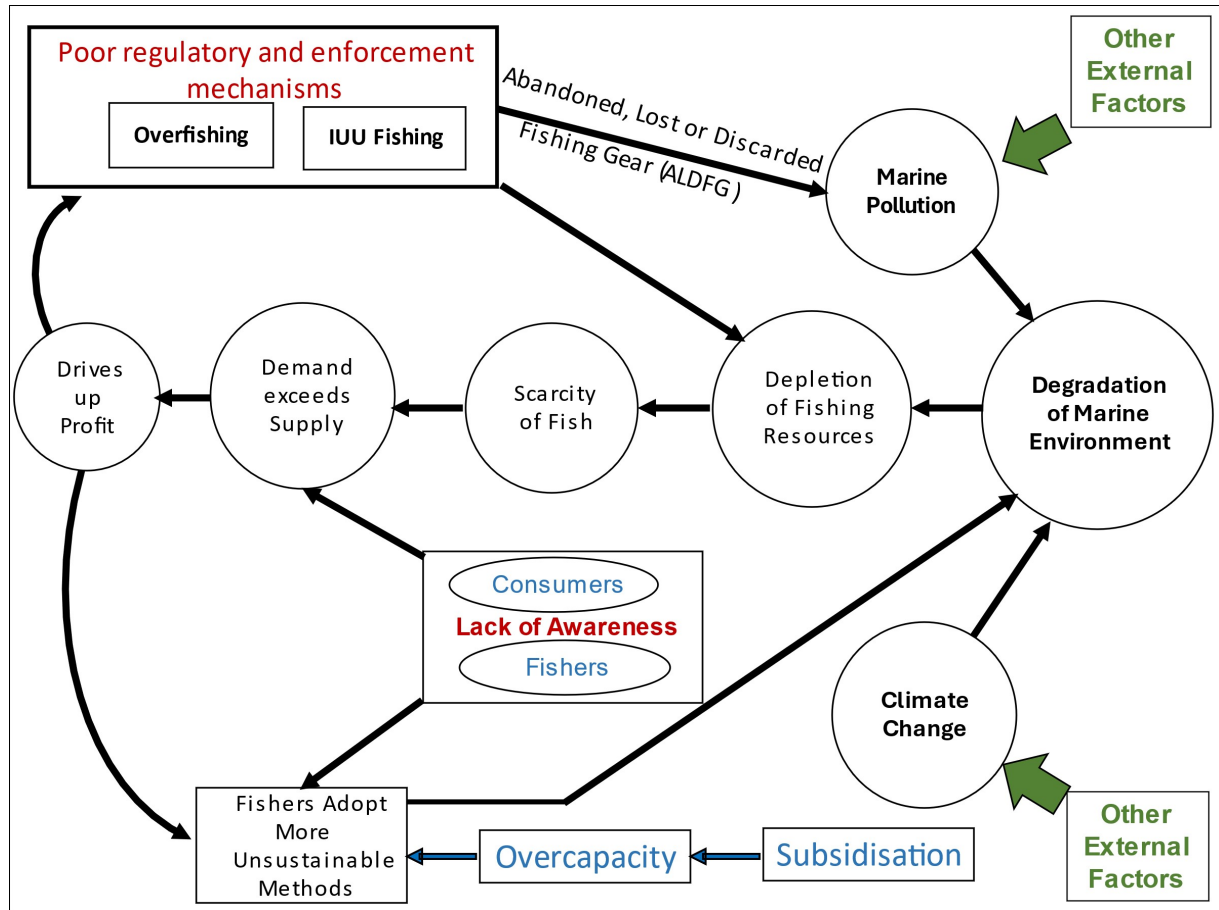 Poor regulatory and enforcement
mechanisms
Overfishing
IUU Fishing
Abandoned, Lost or Discarded
Fishing Gear (ALDFG)
Other
External
Factors
Marine
Pollution
Drives
up
Profit
Demand
exceeds
Supply
Scarcity
of Fish
Depletion
of Fishing
Resources
Degradation
of Marine
Environment
Consumers
Lack of Awareness
Fishers
Climate
Change
Fishers Adopt
More
Unsustainable
Methods
Overcapacity
Subsidisation
Other
External
Factors